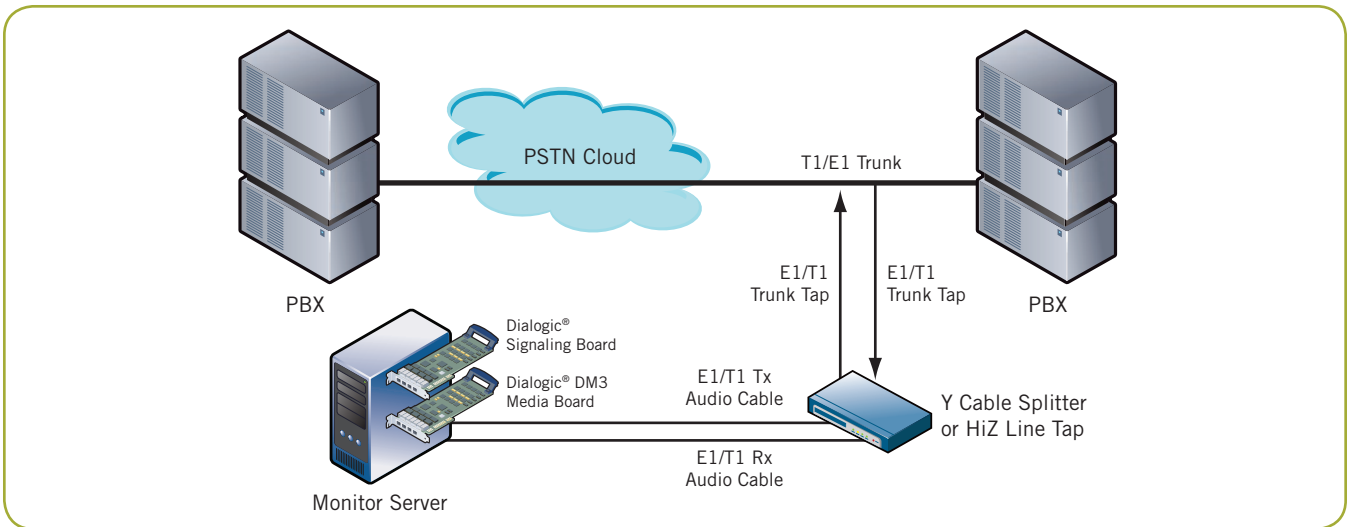 PSTN Cloud
T1/E1 Trunk
E1/T1
Trunk Tap
E1/T1
Trunk Tap
PBX
PBX
Dialogic®
Signaling Board
Dialogic® DM3
Media Board
E1/T1 Tx
Audio Cable
Y Cable Splitter
or HiZ Line Tap
E1/T1 Rx
Audio Cable
Monitor Server